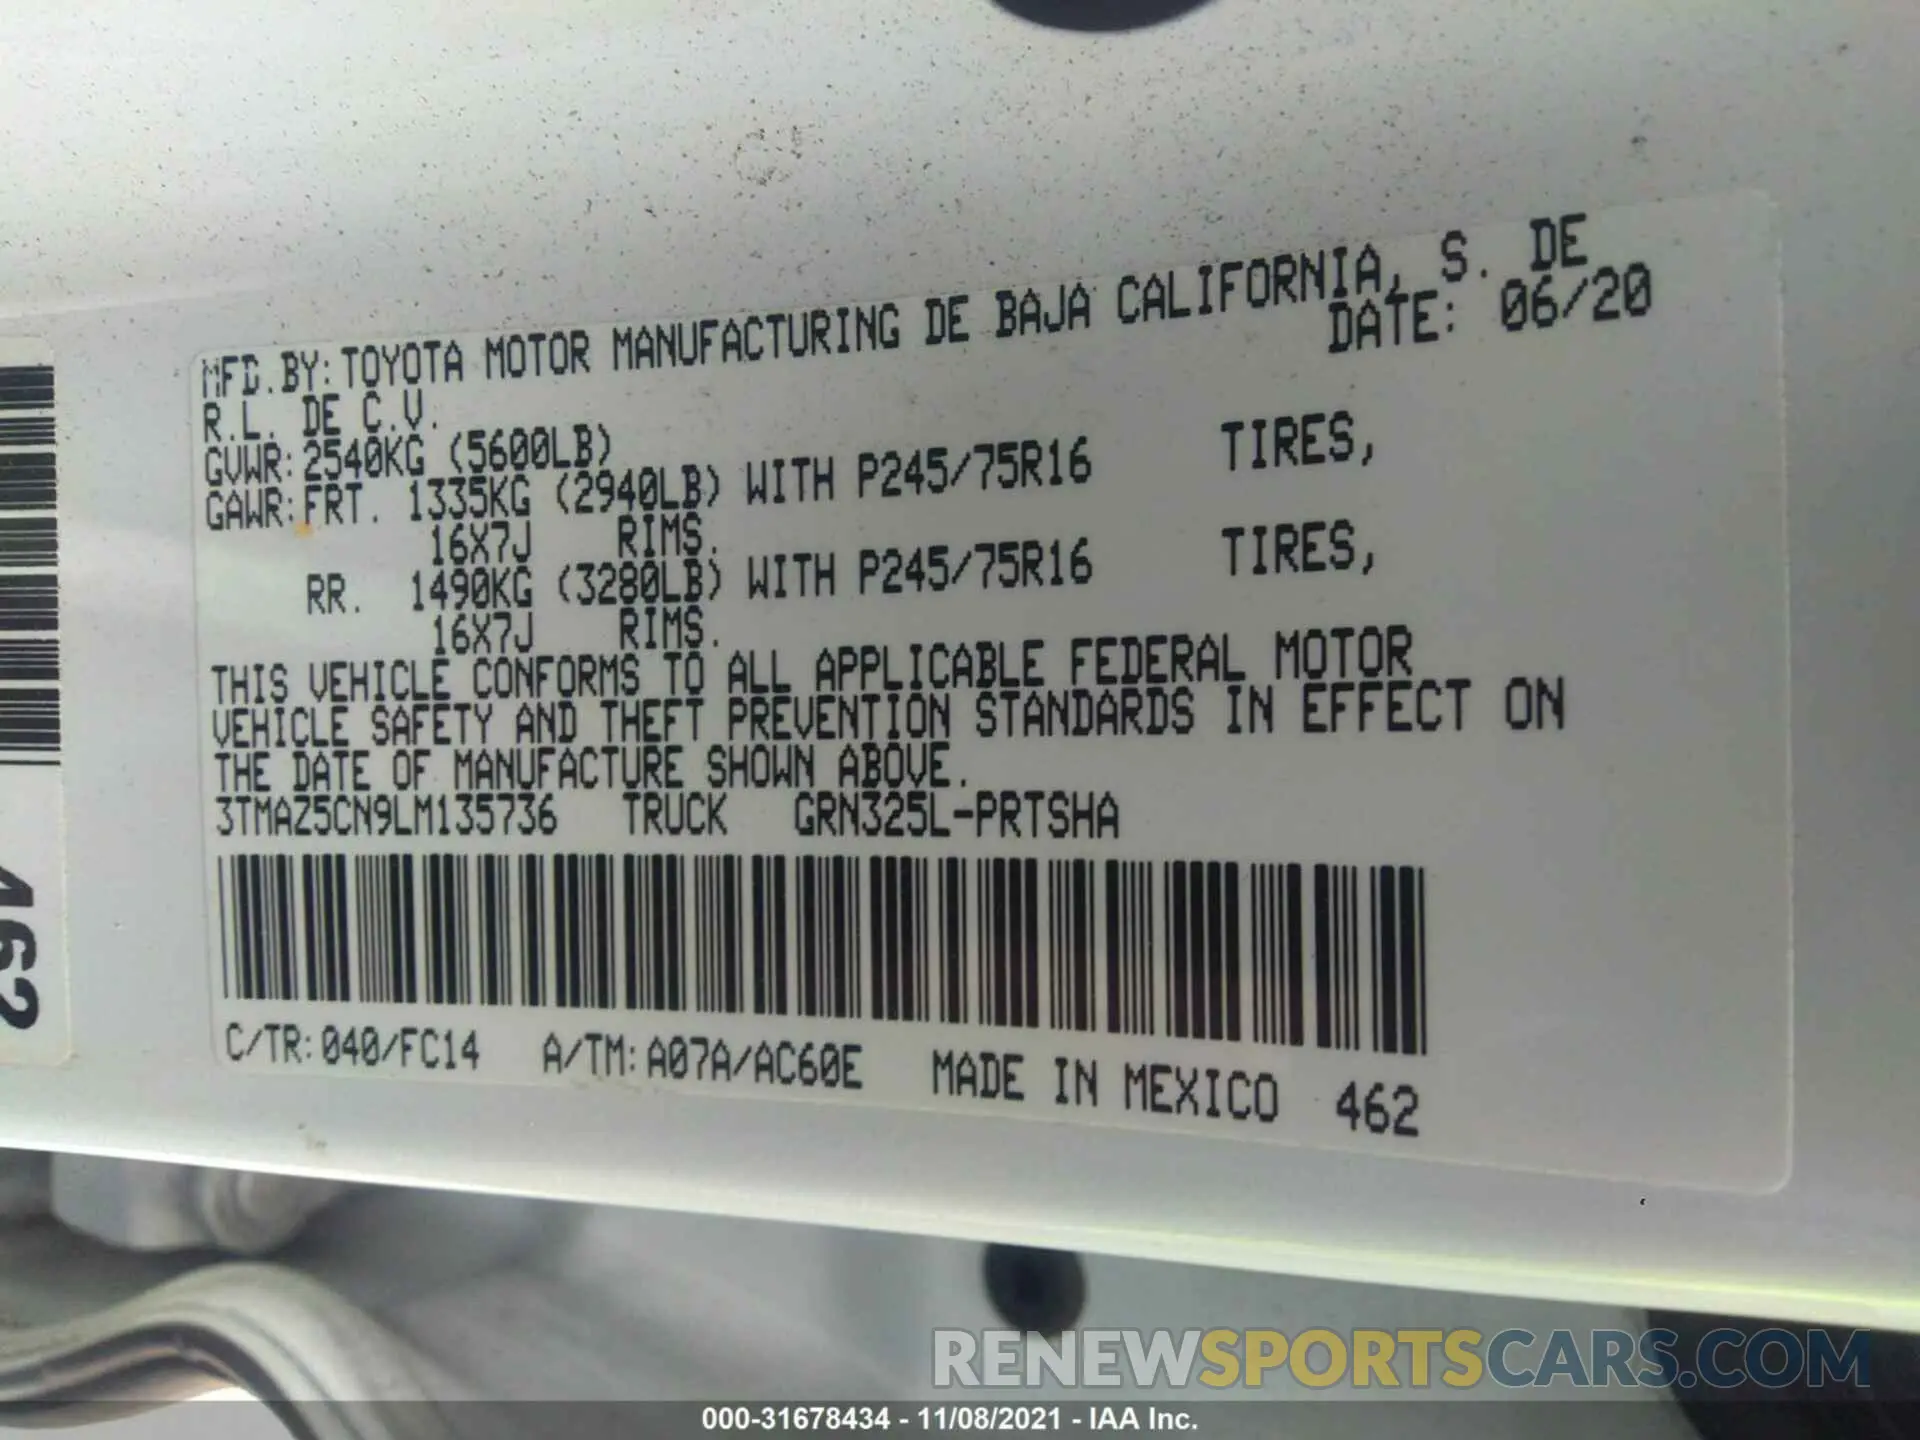 MFD.BY:TOYOTA MOTOR MANUFACTURING DE BAJA CALIFORNIA, S. DE
R.L. DE C.V. DATE: 06/20
GVWR:2540KG (5600LB)
GAWR:FRT. 1335KG (2940LB) WITH P245/75R16 TIRES,
16X7J RIMS.
RR. 1490KG (3280LB) WITH P245/75R16 TIRES,
16X7J RIMS.
THIS VEHICLE CONFORMS TO ALL APPLICABLE FEDERAL MOTOR
VEHICLE SAFETY AND THEFT PREVENTION STANDARDS IN EFFECT ON
THE DATE OF MANUFACTURE SHOWN ABOVE.
3TMAZ5CN9LM135736 TRUCK GRN325L-PRTSHA
C/TR:040/FC14 A/TM:A07A/AC60E MADE IN MEXICO 462
462
RENEWSPORTSCARS.COM
000-31678434 - 11/08/2021 - IAA Inc.